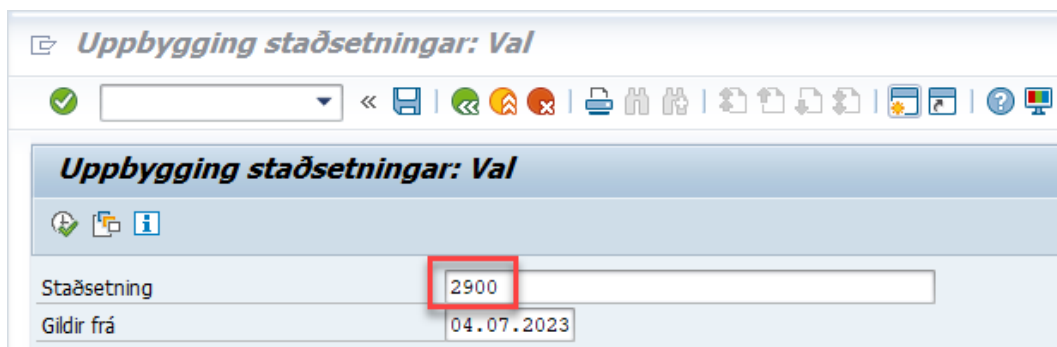 Uppbygging staðsetningar: Val
Uppbygging staðsetningar: Val
Staðsetning 2900
Gildir frá 04.07.2023